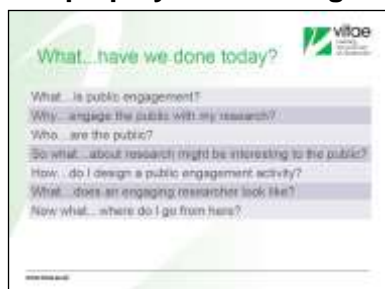 vitae
What...have we done today?
What...is public engagement?
Why...engage the public with my research?
Who...are the public?
So what...about research might be interesting to the public?
How...do I design a public engagement activity?
What...does an engaging researcher look like?
Now what...where do I go from here?